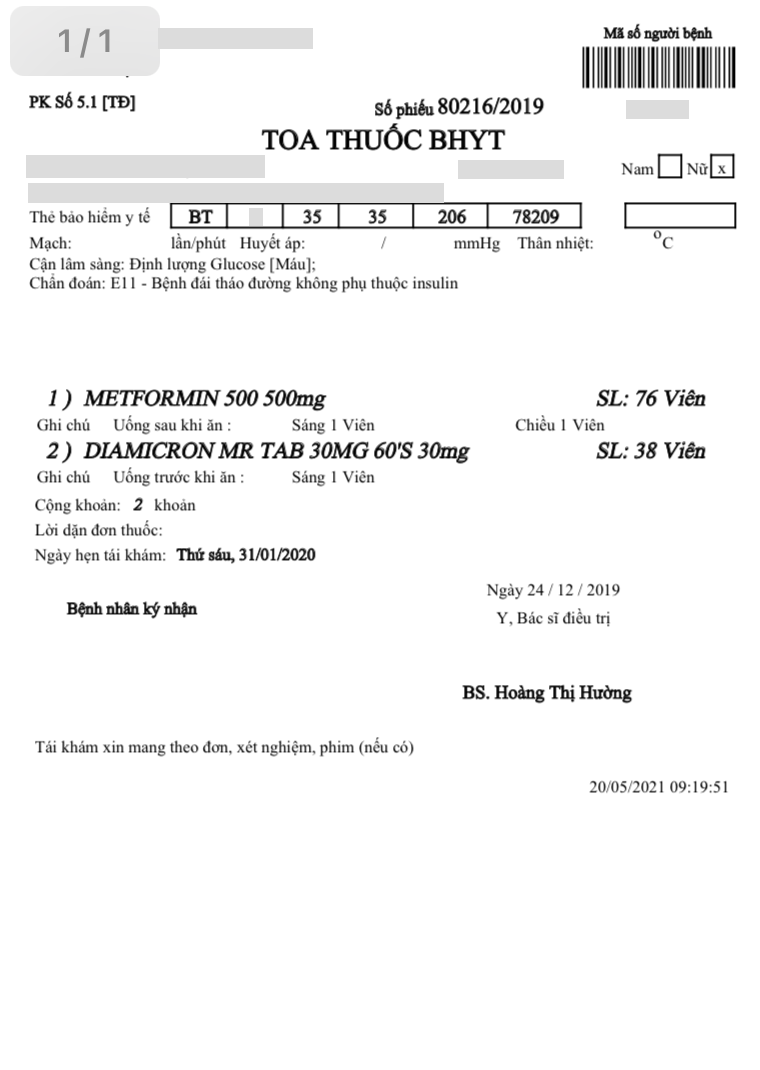 1/1
Mã số người bệnh
PK Số 5.1 [TĐ]
Số phiếu 80216/2019
TOA THUỐC BHYT
Nam Nữ x
Thẻ bảo hiểm y tế BT 35 35 206 78209
Mạch: lần/phút Huyết áp: / mmHg Thân nhiệt: ºC
Cận lâm sàng: Định lượng Glucose [Máu];
Chẩn đoán: E11 - Bệnh đái tháo đường không phụ thuộc insulin
1 ) METFORMIN 500 500mg SL: 76 Viên
Ghi chú Uống sau khi ăn : Sáng 1 Viên Chiều 1 Viên
2 ) DIAMICRON MR TAB 30MG 60'S 30mg SL: 38 Viên
Ghi chú Uống trước khi ăn : Sáng 1 Viên
Cộng khoản: 2 khoản
Lời dặn đơn thuốc:
Ngày hẹn tái khám: Thứ sáu, 31/01/2020
Ngày 24 / 12 / 2019
Bệnh nhân ký nhận
Y, Bác sĩ điều trị
BS. Hoàng Thị Hường
Tái khám xin mang theo đơn, xét nghiệm, phim (nếu có)
20/05/2021 09:19:51